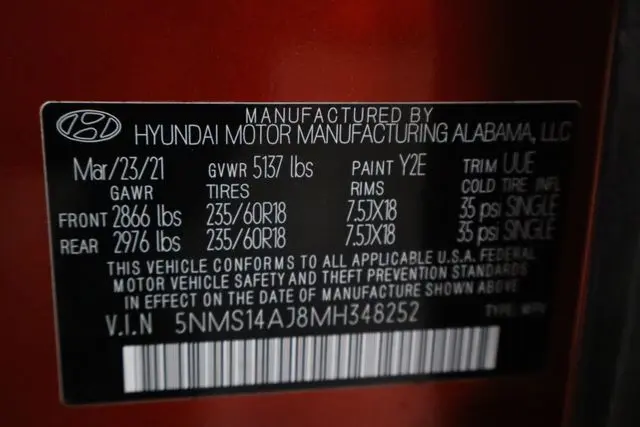 MANUFACTURED BY
HYUNDAI MOTOR MANUFACTURING ALABAMA, LLC
Mar/23/21 GVWR 5137 lbs PAINT Y2E TRIM UUE
GAWR TIRES RIMS COLD TIRE INFL
FRONT 2866 lbs 235/60R18 7.5JX18 35 psi SINGLE
REAR 2976 lbs 235/60R18 7.5JX18 35 psi SINGLE
THIS VEHICLE CONFORMS TO ALL APPLICABLE U.S.A. FEDERAL
MOTOR VEHICLE SAFETY AND THEFT PREVENTION STANDARDS
IN EFFECT ON THE DATE OF MANUFACTURE SHOWN ABOVE
V.I.N 5NMS14AJ8MH348252 TYPE: MPV